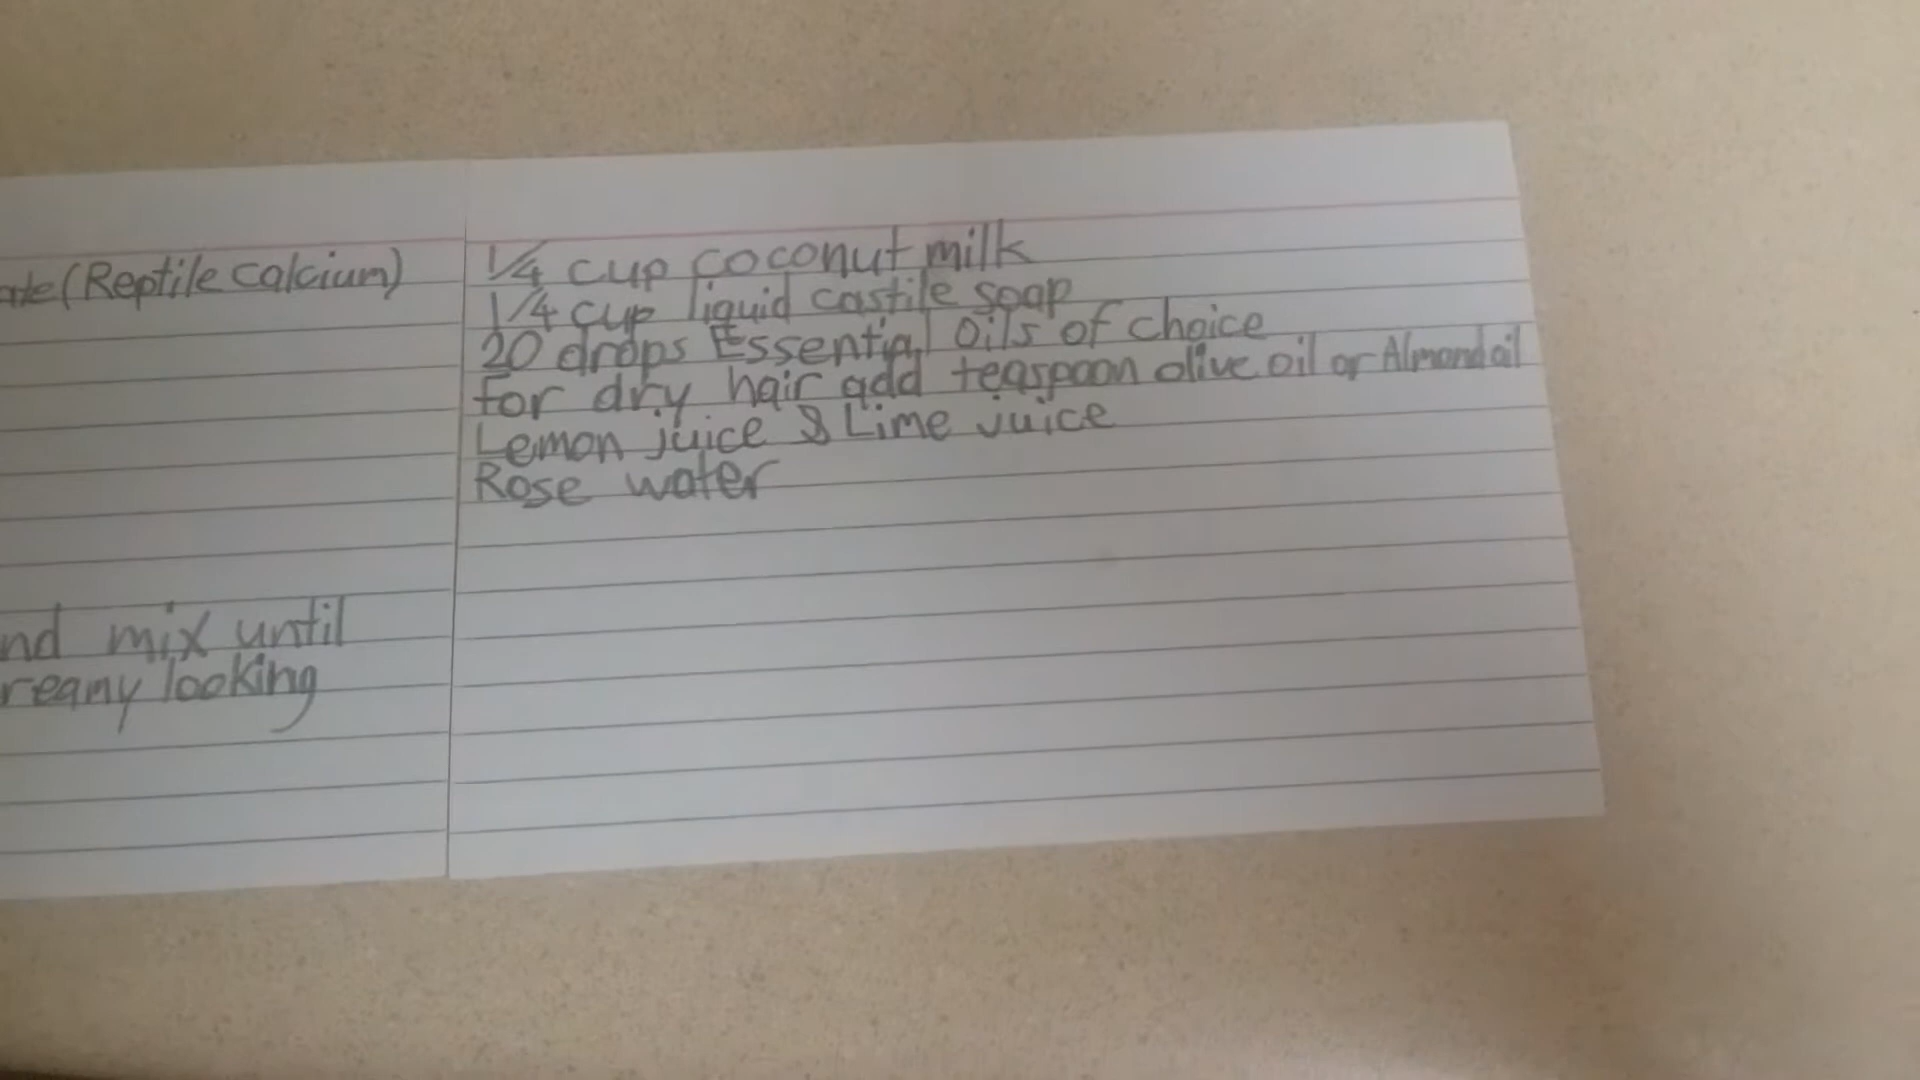 (Reptile Calcium)
nd mix until
reamy looking
1/4 cup coconut milk
1/4 cup liquid castile soap
20 drops Essential Oils of choice
for dry hair add teaspoon olive oil or Almond oil
Lemon juice & Lime juice
Rose water